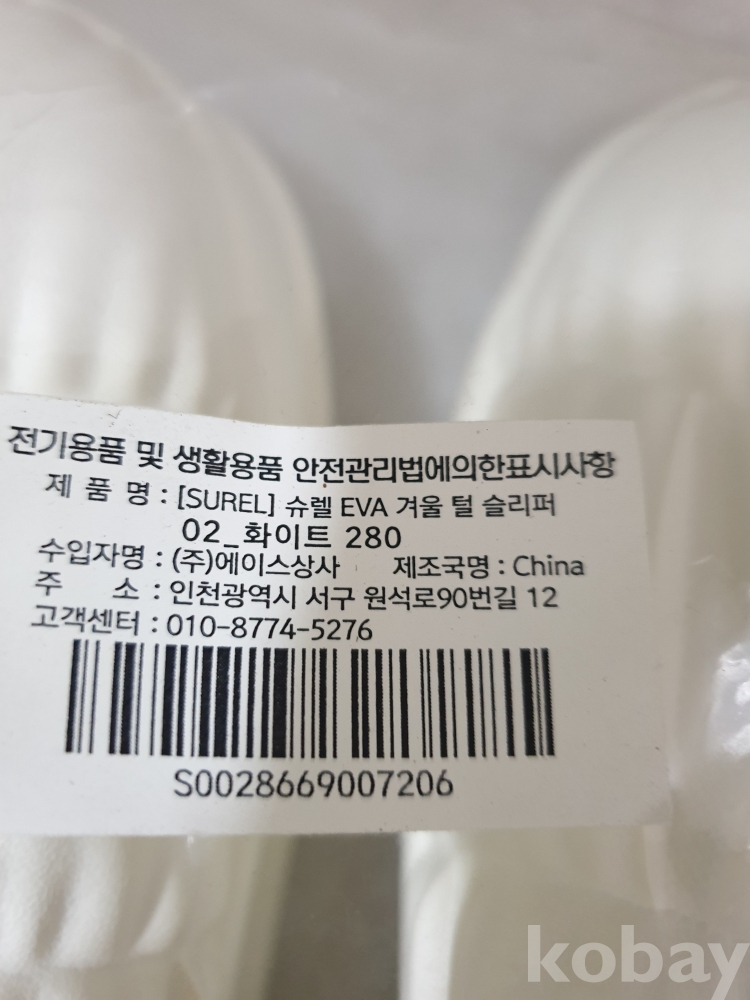 전기용품 및 생활용품 안전관리법에의한표시사항
제 품 명 : [SUREL] 슈렐 EVA 겨울 털 슬리퍼
02_화이트 280
수입자명 : (주)에이스상사 제조국명 : China
주 소 : 인천광역시 서구 원석로90번길 12
고객센터 : 010-8774-5276
S0028669007206
kobay